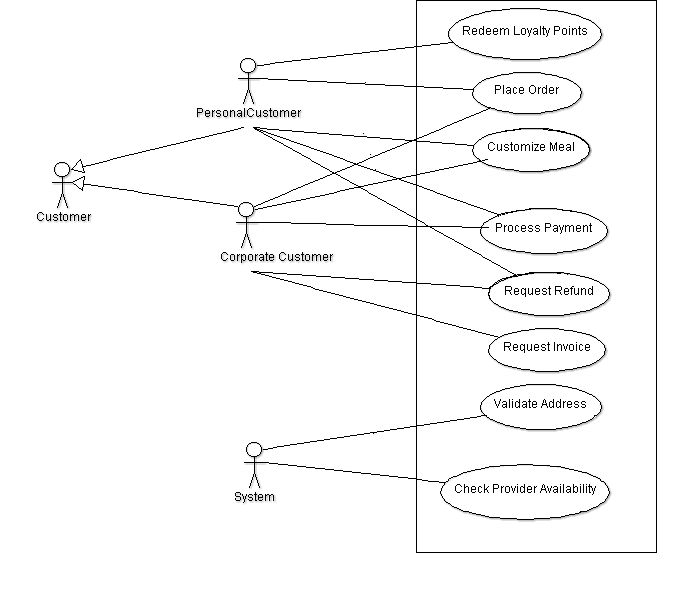 Redeem Loyalty Points
Place Order
PersonalCustomer
Customize Meal
Customer
Process Payment
Corporate Customer
Request Refund
Request Invoice
Validate Address
System
Check Provider Availability